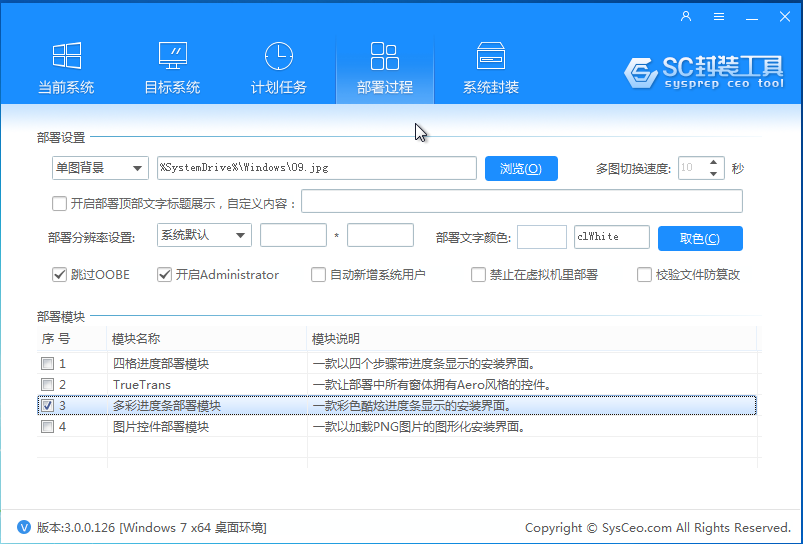 当前系统 目标系统 计划任务 部署过程 系统封装 SC封装工具
sysprep ceo tool
部署设置
单图背景 %SystemDrive%\Windows\09.jpg 浏览(O) 多图切换速度: 10 秒
开启部署顶部文字标题展示，自定义内容：
部署分辨率设置: 系统默认 * 部署文字颜色: clWhite 取色(C)
跳过OOBE 开启Administrator 自动新增系统用户 禁止在虚拟机里部署 校验文件防篡改
部署模块
序 号 模块名称 模块说明
1 四格进度部署模块 一款以四个步骤带进度条显示的安装界面。
2 TrueTrans 一款让部署中所有窗体拥有Aero风格的控件。
3 多彩进度条部署模块 一款彩色酷炫进度条显示的安装界面。
4 图片控件部署模块 一款以加载PNG图片的图形化安装界面。
V 版本:3.0.0.126 [Windows 7 x64 桌面环境] Copyright © SysCeo.com All Rights Reserved.